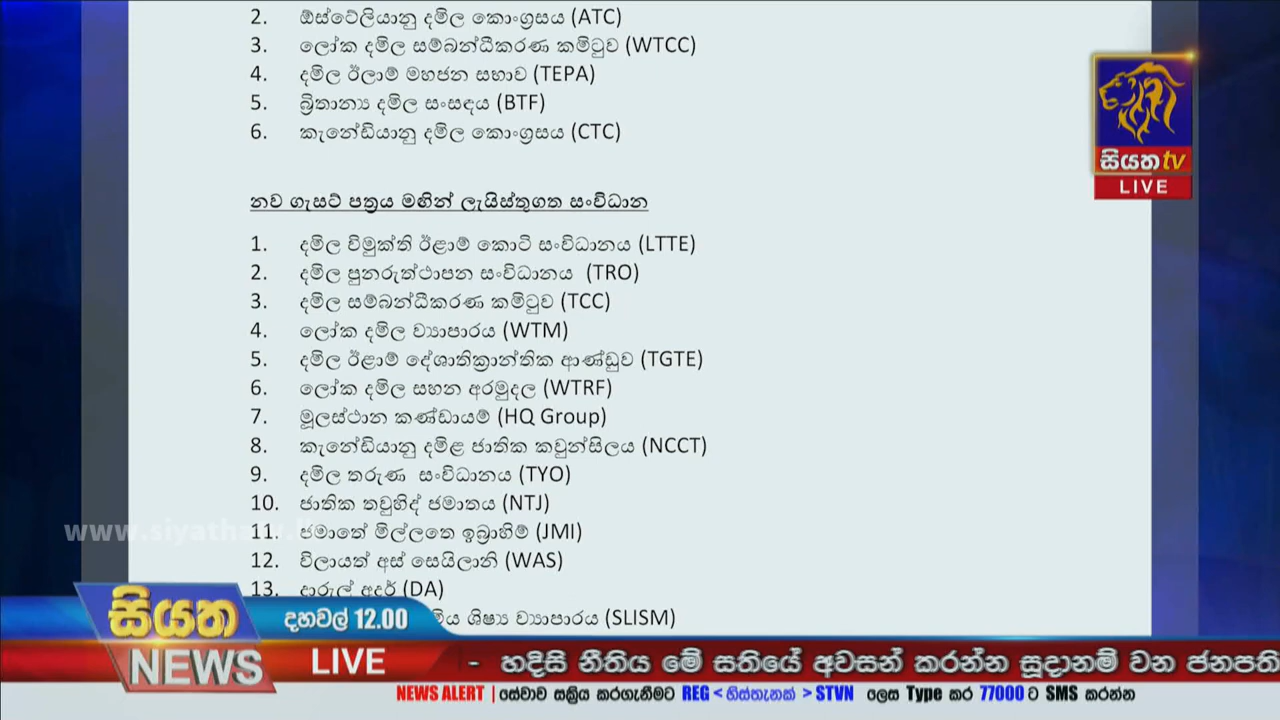 2. ඕස්ටේලියානු දමිල කොංග්‍රසය (ATC)
3. ලෝක දමිල සම්බන්ධීකරණ කමිටුව (WTCC)
4. දමිල ඊලාම් මහජන සභාව (TEPA)
5. බ්‍රිතාන්‍ය දමිල සංසඳය (BTF)
6. කැනේඩියානු දමිල කොංග්‍රසය (CTC)
නව ගැසට් පත්‍රය මඟින් ලැයිස්තුගත සංවිධාන
1. දමිල විමුක්ති ඊළාම් කොටි සංවිධානය (LTTE)
2. දමිල පුනරුත්ථාපන සංවිධානය (TRO)
3. දමිල සම්බන්ධීකරණ කමිටුව (TCC)
4. ලෝක දමිල ව්‍යාපාරය (WTM)
5. දමිල ඊළාම් දේශාතික්‍රාන්තික ආණ්ඩුව (TGTE)
6. ලෝක දමිල සහන අරමුදල (WTRF)
7. මූලස්ථාන කණ්ඩායම් (HQ Group)
8. කැනේඩියානු දමිළ ජාතික කවුන්සිලය (NCCT)
9. දමිල තරුණ සංවිධානය (TYO)
10. ජාතික තවුහිද් ජමාතය (NTJ)
11. ජමාතේ මිල්ලතෙ ඉබ්‍රාහිම් (JMI)
12. විලායත් අස් සෙයිලානි (WAS)
13. දාරුල් අදර් (DA)
ශිෂ්‍ය ව්‍යාපාරය (SLISM)
සියත tv
LIVE
සියත
NEWS
දහවල් 12.00
LIVE
- හදිසි නීතිය මේ සතියේ අවසන් කරන්න සූදානම් වන ජනපති
NEWS ALERT | සේවාව සක්‍රිය කරගැනීමට REG < හිස්තැනක් > STVN ලෙස Type කර 77000 ට SMS කරන්න